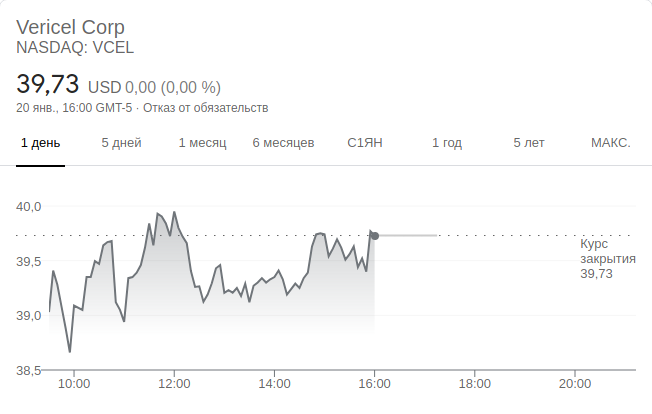 Vericel Corp
NASDAQ: VCEL
39,73 USD 0,00 (0,00 %)
20 янв., 16:00 GMT-5 · Отказ от обязательств
1 день 5 дней 1 месяц 6 месяцев С1ЯН 1 год 5 лет МАКС.
40,0
39,5
39,0
38,5
Курс
закрытия
39,73
10:00 12:00 14:00 16:00 18:00 20:00